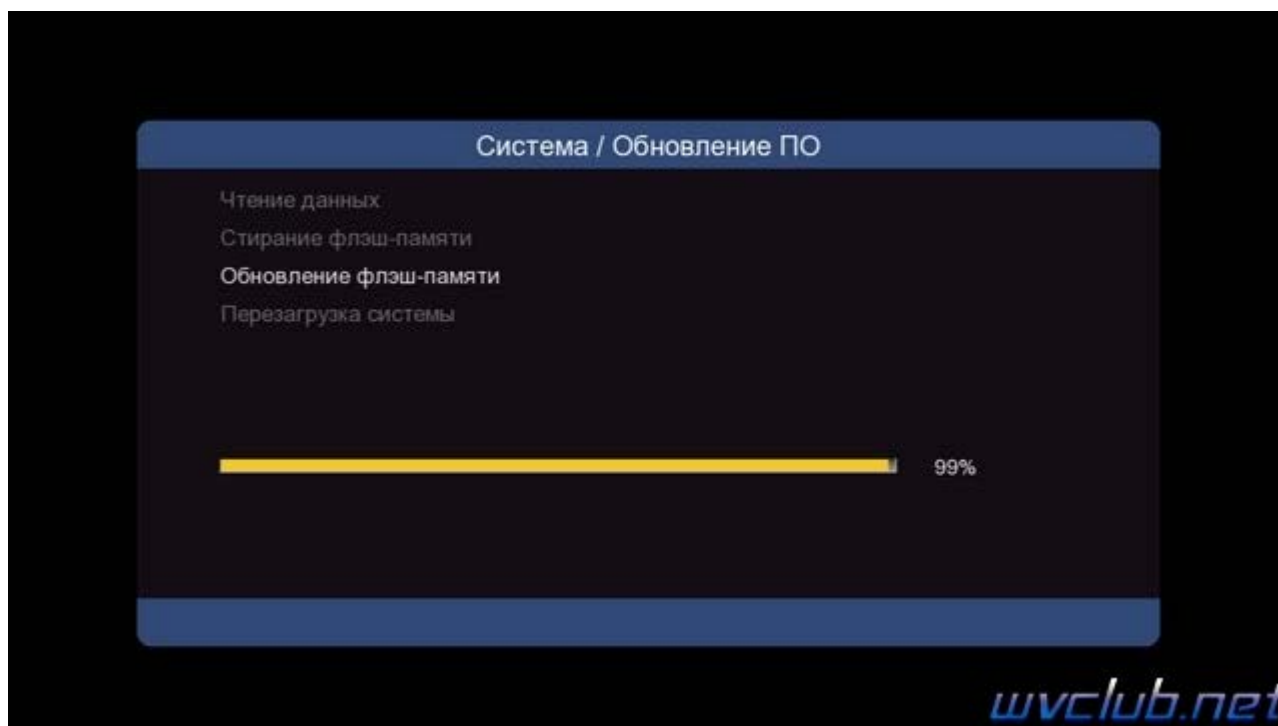 Система / Обновление ПО
Чтение данных
Стирание флэш-памяти
Обновление флэш-памяти
Перезагрузка системы
99%
wvclub.net